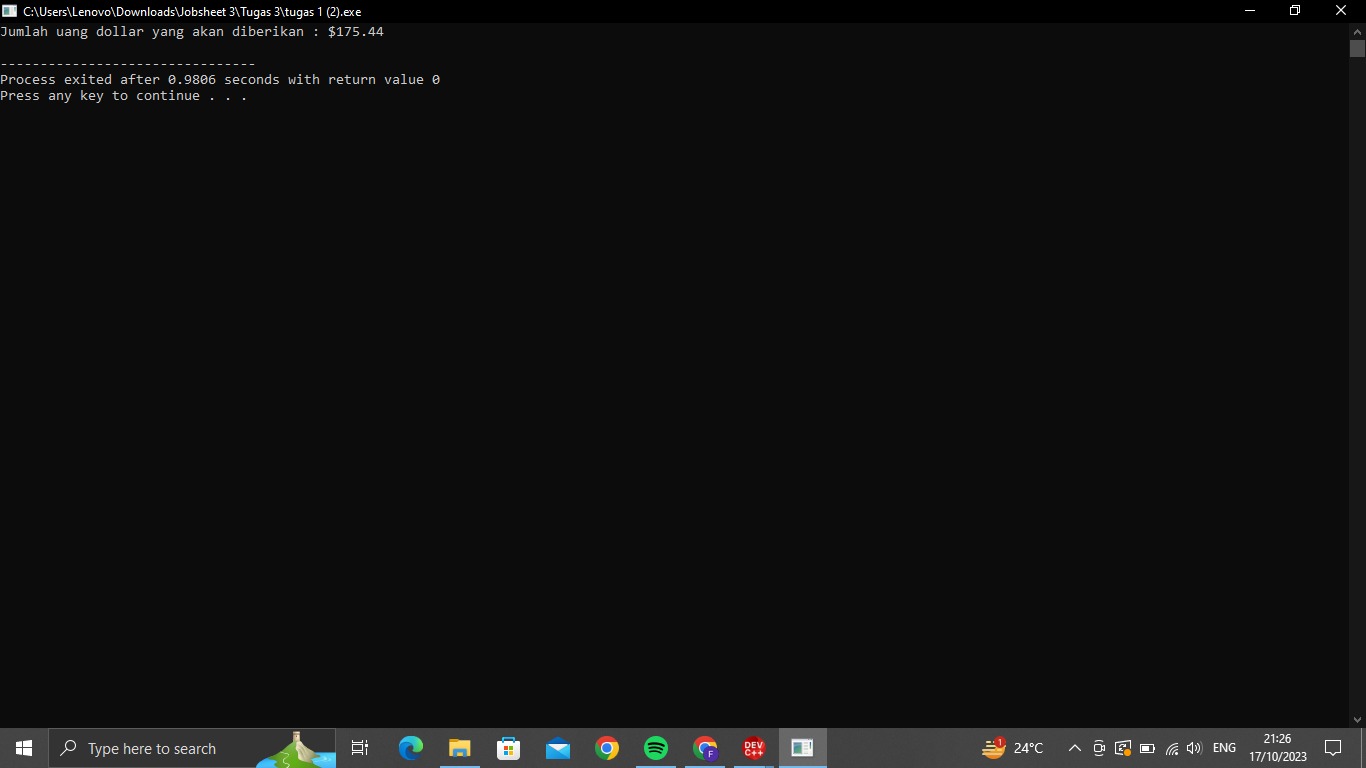 C:\Users\Lenovo\Downloads\Jobsheet 3\Tugas 3\tugas 1 (2).exe
Jumlah uang dollar yang akan diberikan : $175.44
--------------------------------
Process exited after 0.9806 seconds with return value 0
Press any key to continue . . .
Type here to search
F
DEV
C++
1
24°C
ENG
21:26
17/10/2023